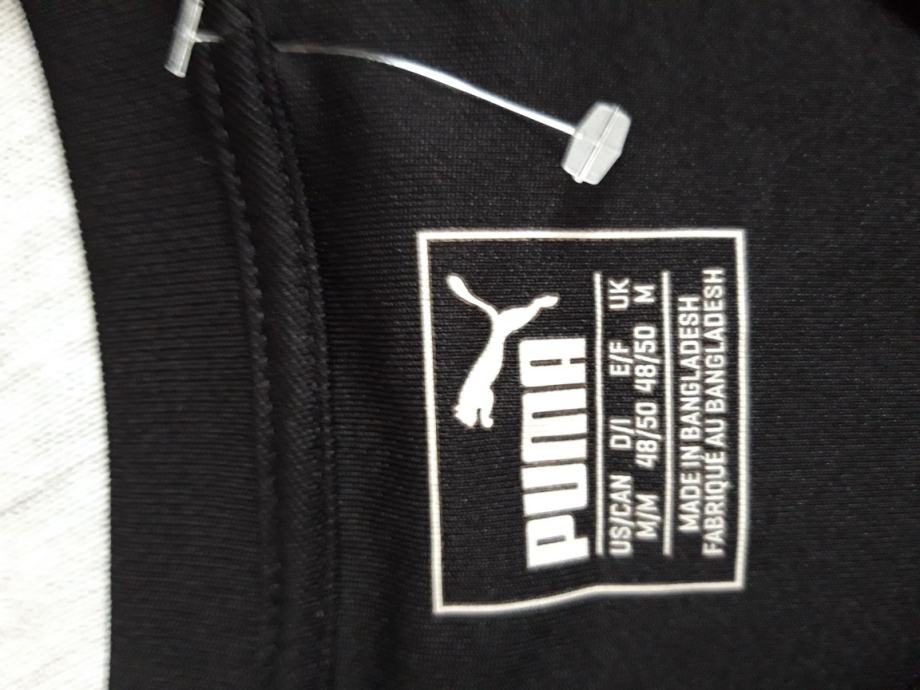 PUMA
US/CAN D/I E/F UK
M/M 48/50 48/50 M
MADE IN BANGLADESH
FABRIQUÉ AU BANGLADESH